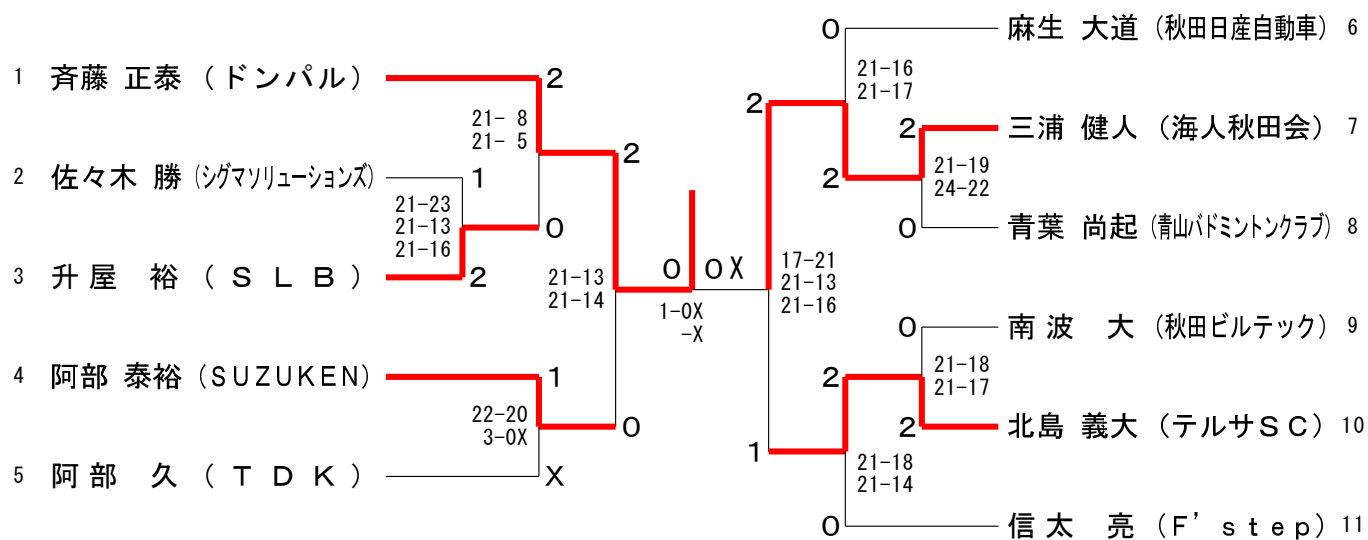 1 斉藤 正泰 (ドンパル) 2
21- 8
21- 5
2 佐々木 勝 (シグマソリューションズ) 1
21-23
21-13
21-16
0
3 升屋 裕 (SLB) 2
2
21-13
21-14
4 阿部 泰裕 (SUZUKEN) 1
22-20
3-0X
0
5 阿部 久 (TDK) X
0 0X
1-0X
-X
0 麻生 大道 (秋田日産自動車) 6
21-16
21-17
2
2 三浦 健人 (海人秋田会) 7
21-19
24-22
2
0 青葉 尚起 (青山バドミントンクラブ) 8
17-21
21-13
21-16
0 南波 大 (秋田ビルテック) 9
21-18
21-17
2
2 北島 義大 (テルサSC) 10
1
21-18
21-14
0 信太 亮 (F'step) 11